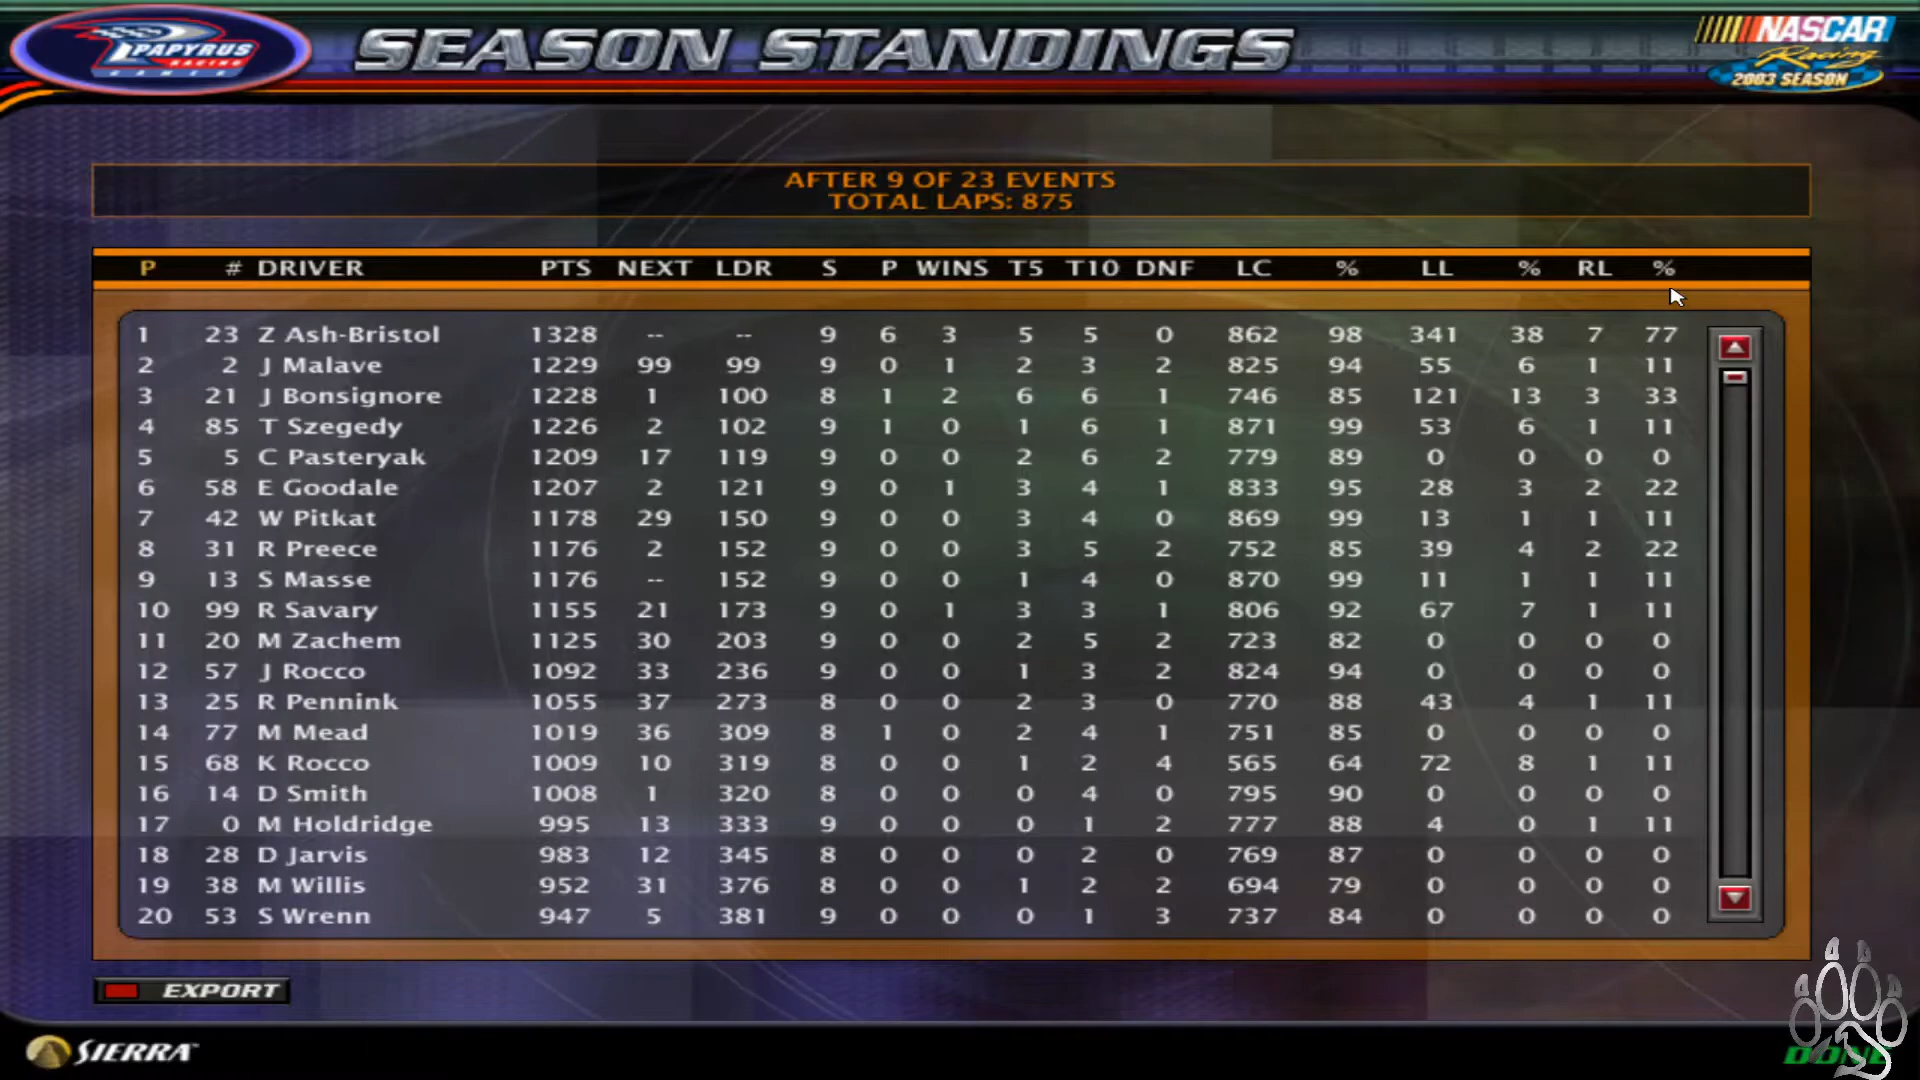 PAPYRUS
RACING
GAMES
SEASON STANDINGS
NASCAR
Racing
2003 SEASON
AFTER 9 OF 23 EVENTS
TOTAL LAPS: 875
P # DRIVER PTS NEXT LDR S P WINS T5 T10 DNF LC % LL % RL %
1 23 Z Ash-Bristol 1328 -- -- 9 6 3 5 5 0 862 98 341 38 7 77
2 2 J Malave 1229 99 99 9 0 1 2 3 2 825 94 55 6 1 11
3 21 J Bonsignore 1228 1 100 8 1 2 6 6 1 746 85 121 13 3 33
4 85 T Szegedy 1226 2 102 9 1 0 1 6 1 871 99 53 6 1 11
5 5 C Pasteryak 1209 17 119 9 0 0 2 6 2 779 89 0 0 0 0
6 58 E Goodale 1207 2 121 9 0 1 3 4 1 833 95 28 3 2 22
7 42 W Pitkat 1178 29 150 9 0 0 3 4 0 869 99 13 1 1 11
8 31 R Preece 1176 2 152 9 0 0 3 5 2 752 85 39 4 2 22
9 13 S Masse 1176 -- 152 9 0 0 1 4 0 870 99 11 1 1 11
10 99 R Savary 1155 21 173 9 0 1 3 3 1 806 92 67 7 1 11
11 20 M Zachem 1125 30 203 9 0 0 2 5 2 723 82 0 0 0 0
12 57 J Rocco 1092 33 236 9 0 0 1 3 2 824 94 0 0 0 0
13 25 R Pennink 1055 37 273 8 0 0 2 3 0 770 88 43 4 1 11
14 77 M Mead 1019 36 309 8 1 0 2 4 1 751 85 0 0 0 0
15 68 K Rocco 1009 10 319 8 0 0 1 2 4 565 64 72 8 1 11
16 14 D Smith 1008 1 320 8 0 0 0 4 0 795 90 0 0 0 0
17 0 M Holdridge 995 13 333 9 0 0 0 1 2 777 88 4 0 1 11
18 28 D Jarvis 983 12 345 8 0 0 0 2 0 769 87 0 0 0 0
19 38 M Willis 952 31 376 8 0 0 1 2 2 694 79 0 0 0 0
20 53 S Wrenn 947 5 381 9 0 0 0 1 3 737 84 0 0 0 0
EXPORT
SIERRA
DONE